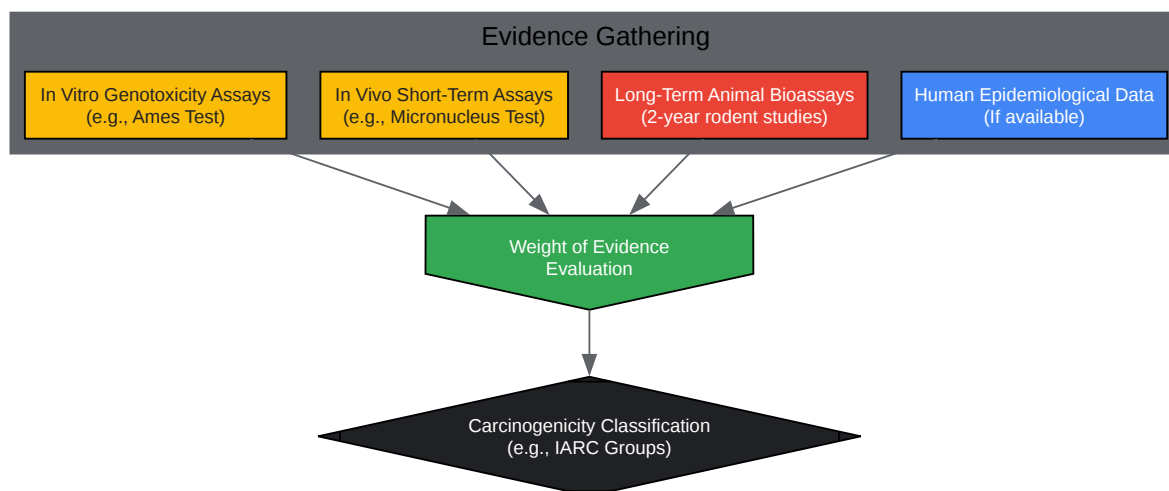 Evidence Gathering
In Vitro Genotoxicity Assays
(e.g., Ames Test)
In Vivo Short-Term Assays
(e.g., Micronucleus Test)
Long-Term Animal Bioassays
(2-year rodent studies)
Human Epidemiological Data
(If available)
Weight of Evidence
Evaluation
Carcinogenicity Classification
(e.g., IARC Groups)